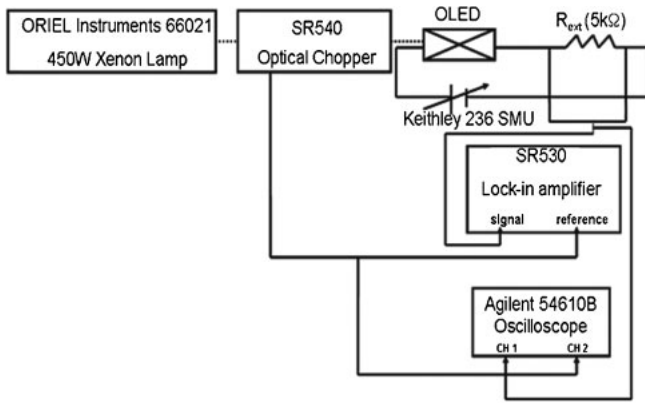 ORIEL Instruments 66021
450W Xenon Lamp
SR540
Optical Chopper
OLED
Rext (5kΩ)
Keithley 236 SMU
SR530
Lock-in amplifier
signal
reference
Agilent 54610B
Oscilloscope
CH 1
CH 2